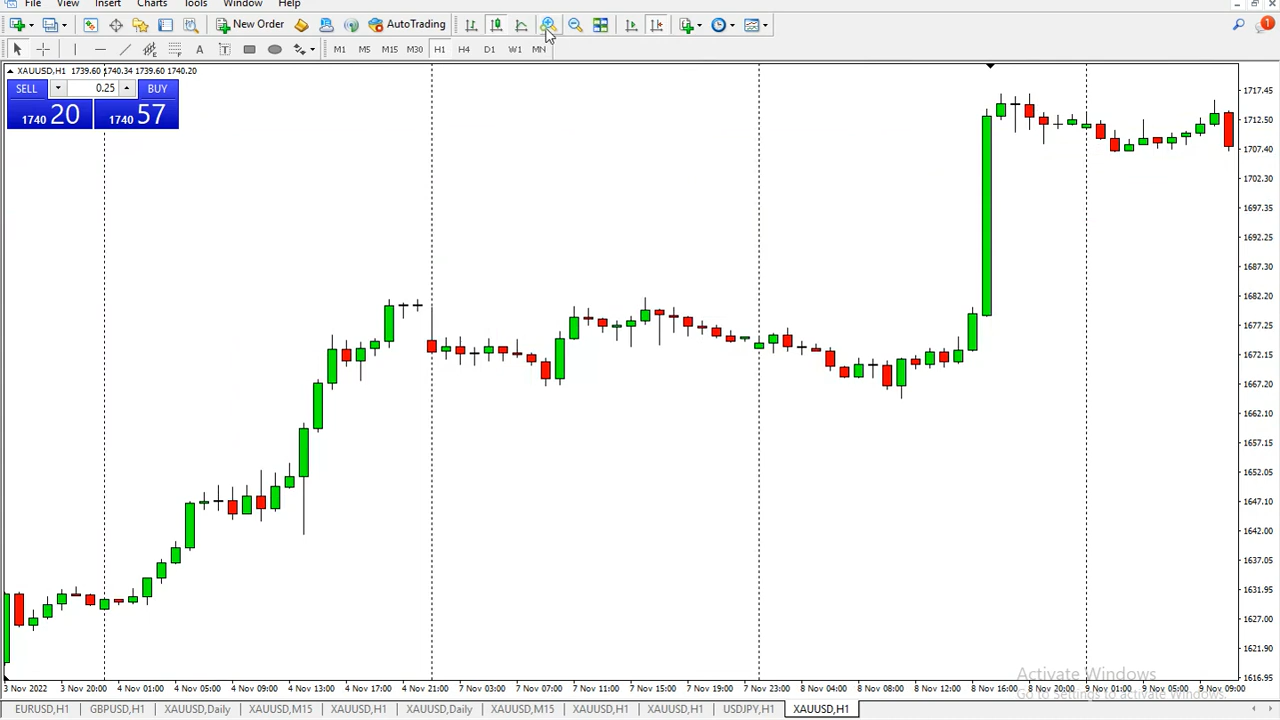 File View Insert Charts Tools Window Help
New Order AutoTrading
A T M1 M5 M15 M30 H1 H4 D1 W1 MN
XAUUSD,H1 1739.60 1740.34 1739.60 1740.20
SELL 0.25 BUY
1740 20 1740 57
1717.45
1712.50
1707.40
1702.30
1697.35
1692.25
1687.30
1682.20
1677.25
1672.15
1667.20
1662.10
1657.15
1652.05
1647.10
1642.00
1637.05
1631.95
1627.00
1621.90
1616.95
Activate Windows
Go to Settings to activate Windows.
3 Nov 2022 3 Nov 20:00 4 Nov 01:00 4 Nov 05:00 4 Nov 09:00 4 Nov 13:00 4 Nov 17:00 4 Nov 21:00 7 Nov 03:00 7 Nov 07:00 7 Nov 11:00 7 Nov 15:00 7 Nov 19:00 7 Nov 23:00 8 Nov 04:00 8 Nov 08:00 8 Nov 12:00 8 Nov 16:00 8 Nov 20:00 9 Nov 01:00 9 Nov 05:00 9 Nov 09:00
EURUSD,H1 GBPUSD,H1 XAUUSD,Daily XAUUSD,M15 XAUUSD,H1 XAUUSD,Daily XAUUSD,M15 XAUUSD,H1 XAUUSD,H1 USDJPY,H1 XAUUSD,H1